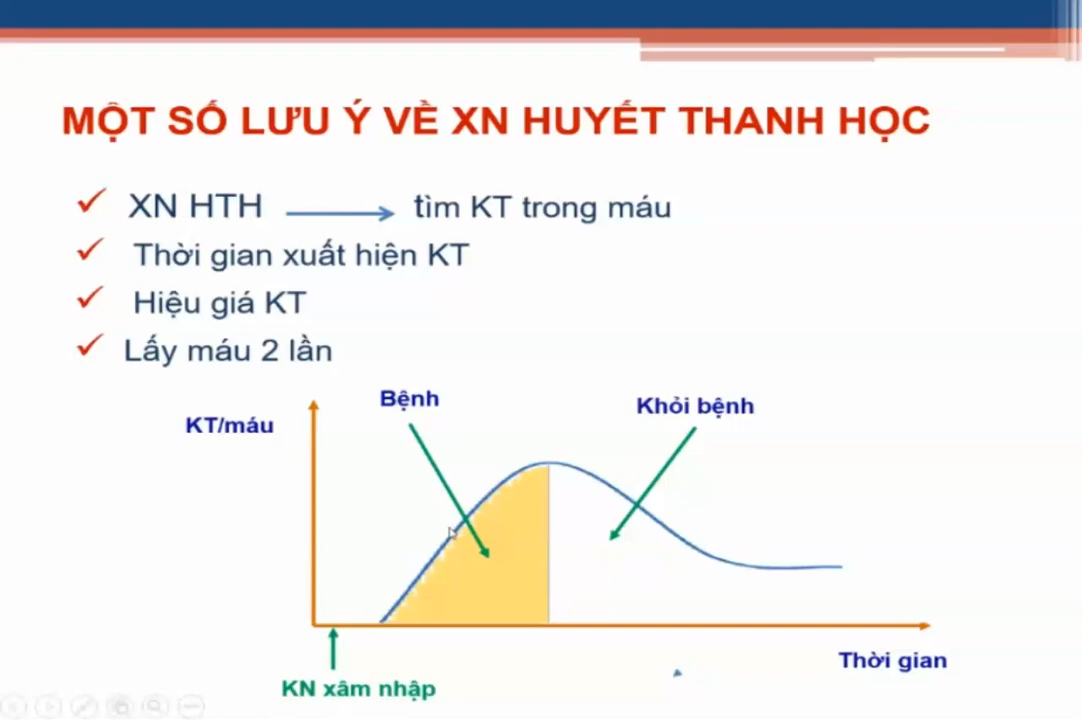 MỘT SỐ LƯU Ý VỀ XN HUYẾT THANH HỌC
XN HTH tìm KT trong máu
Thời gian xuất hiện KT
Hiệu giá KT
Lấy máu 2 lần
Bệnh
Khỏi bệnh
KT/máu
Thời gian
KN xâm nhập